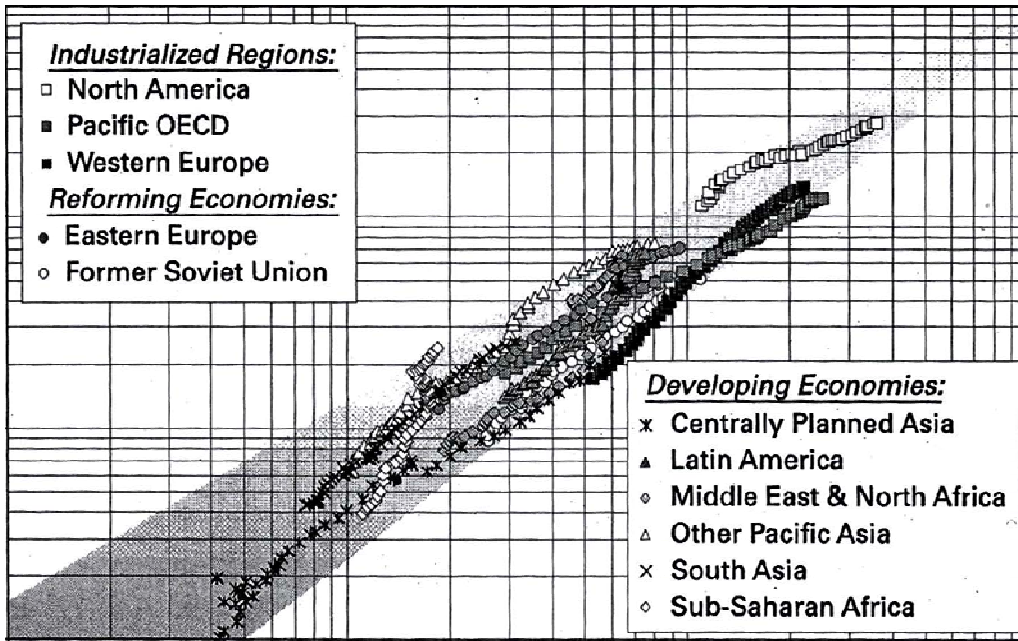 Industrialized Regions:
North America
Pacific OECD
Western Europe
Reforming Economies:
Eastern Europe
Former Soviet Union
Developing Economies:
Centrally Planned Asia
Latin America
Middle East & North Africa
Other Pacific Asia
South Asia
Sub-Saharan Africa